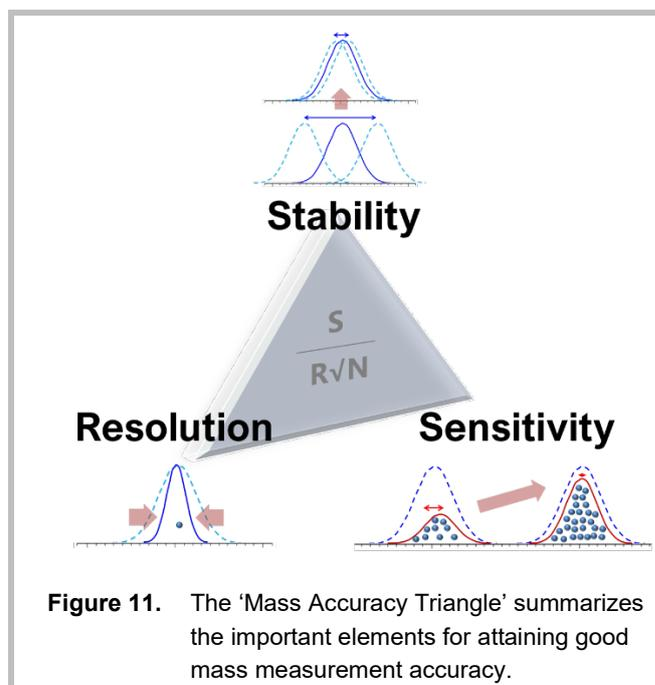 Stability
S
R√N
Resolution
Sensitivity
Figure 11. The ‘Mass Accuracy Triangle’ summarizes
the important elements for attaining good
mass measurement accuracy.